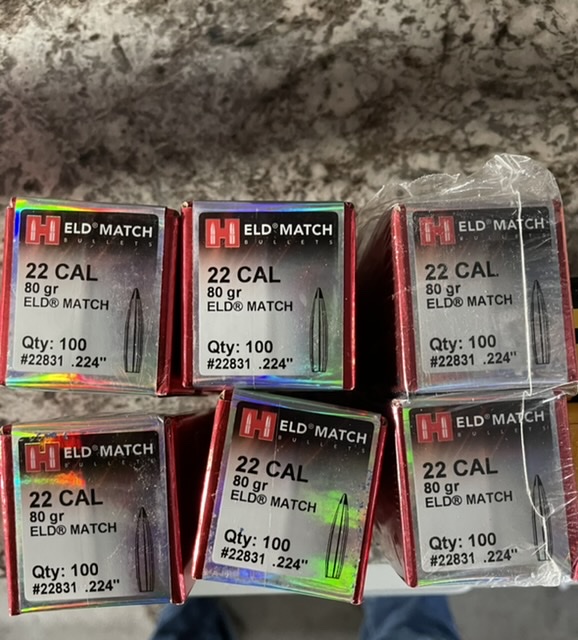 H ELD® MATCH
BULLETS
22 CAL
80 gr
ELD® MATCH
Qty: 100
#22831 .224"
H ELD® MATCH
BULLETS
22 CAL
80 gr
ELD® MATCH
Qty: 100
#22831 .224"
H ELD® MATCH
BULLETS
22 CAL
80 gr
ELD® MATCH
Qty: 100
#22831 .224"
H ELD® MATCH
BULLETS
22 CAL
80 gr
ELD® MATCH
Qty: 100
#22831 .224"
H ELD® MATCH
BULLETS
22 CAL
80 gr
ELD® MATCH
Qty: 100
#22831 .224"
H ELD® MATCH
BULLETS
22 CAL
80 gr
ELD® MATCH
Qty: 100
#22831 .224"